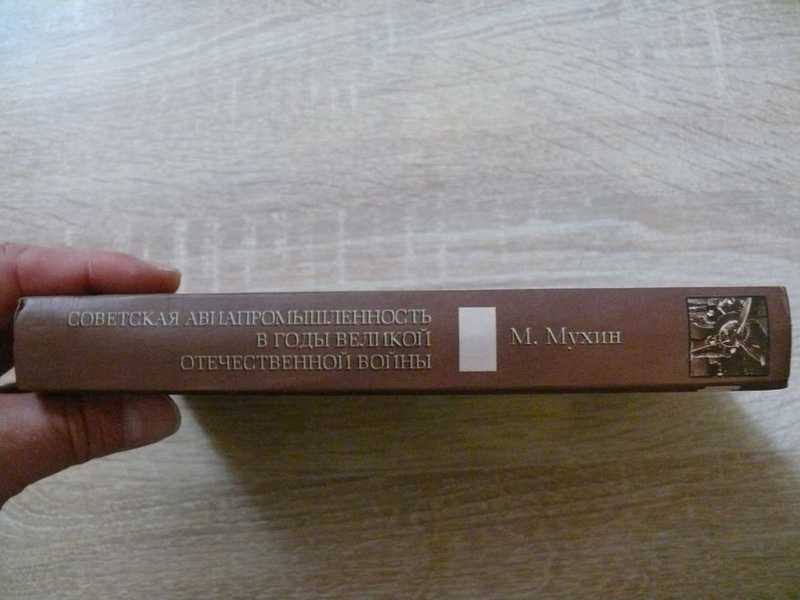 СОВЕТСКАЯ АВИАПРОМЫШЛЕННОСТЬ
В ГОДЫ ВЕЛИКОЙ
ОТЕЧЕСТВЕННОЙ ВОЙНЫ
М. Мухин